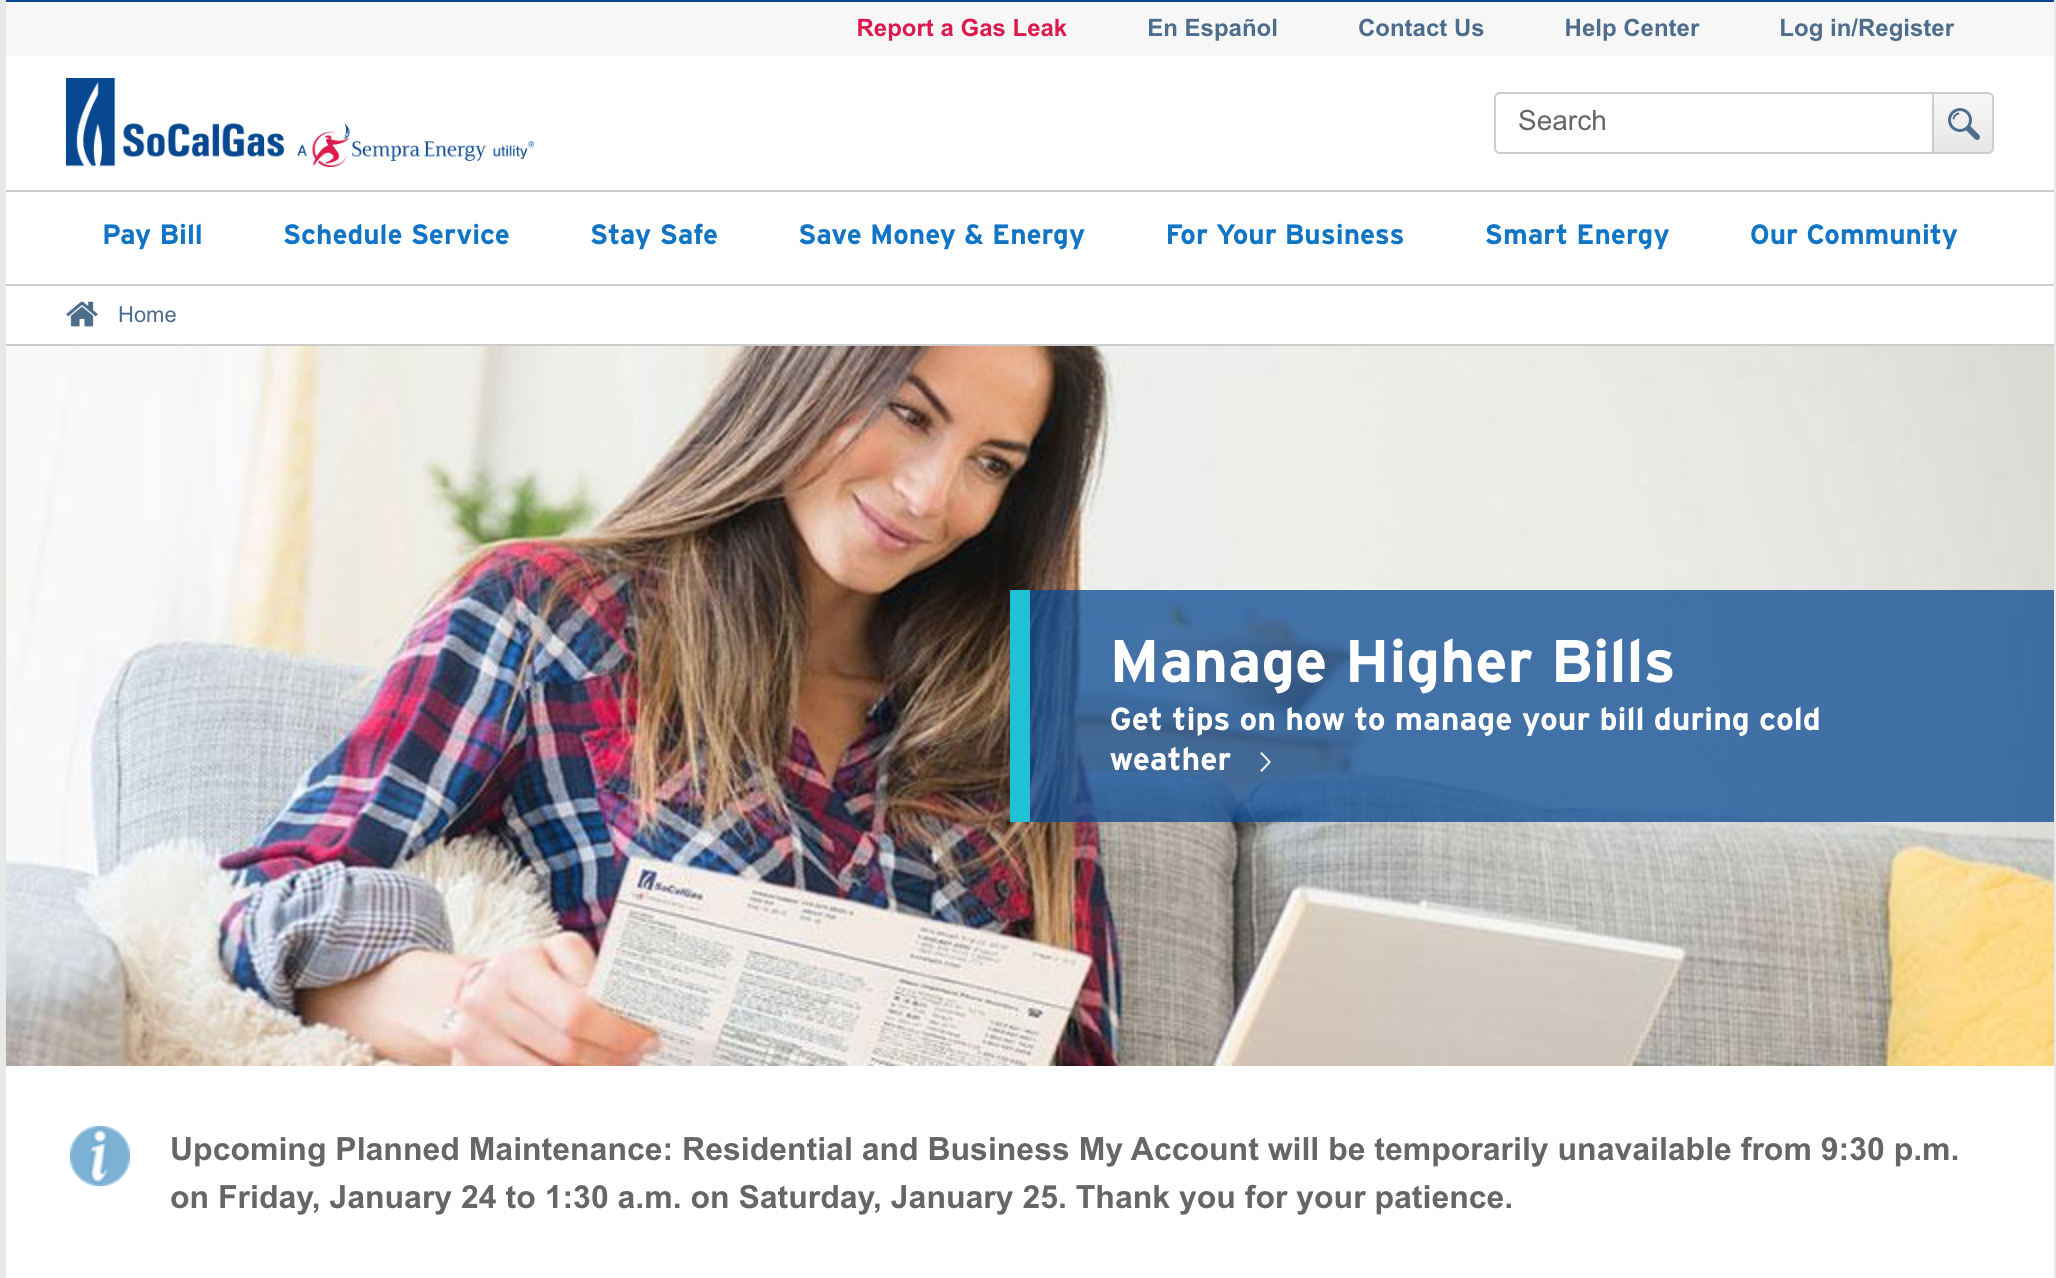 Report a Gas Leak
En Español
Contact Us
Help Center
Log in/Register
SoCalGas
A Sempra Energy utility®
Search
Pay Bill
Schedule Service
Stay Safe
Save Money & Energy
For Your Business
Smart Energy
Our Community
Home
Manage Higher Bills
Get tips on how to manage your bill during cold
weather
SoCalGas
i
Upcoming Planned Maintenance: Residential and Business My Account will be temporarily unavailable from 9:30 p.m.
on Friday, January 24 to 1:30 a.m. on Saturday, January 25. Thank you for your patience.